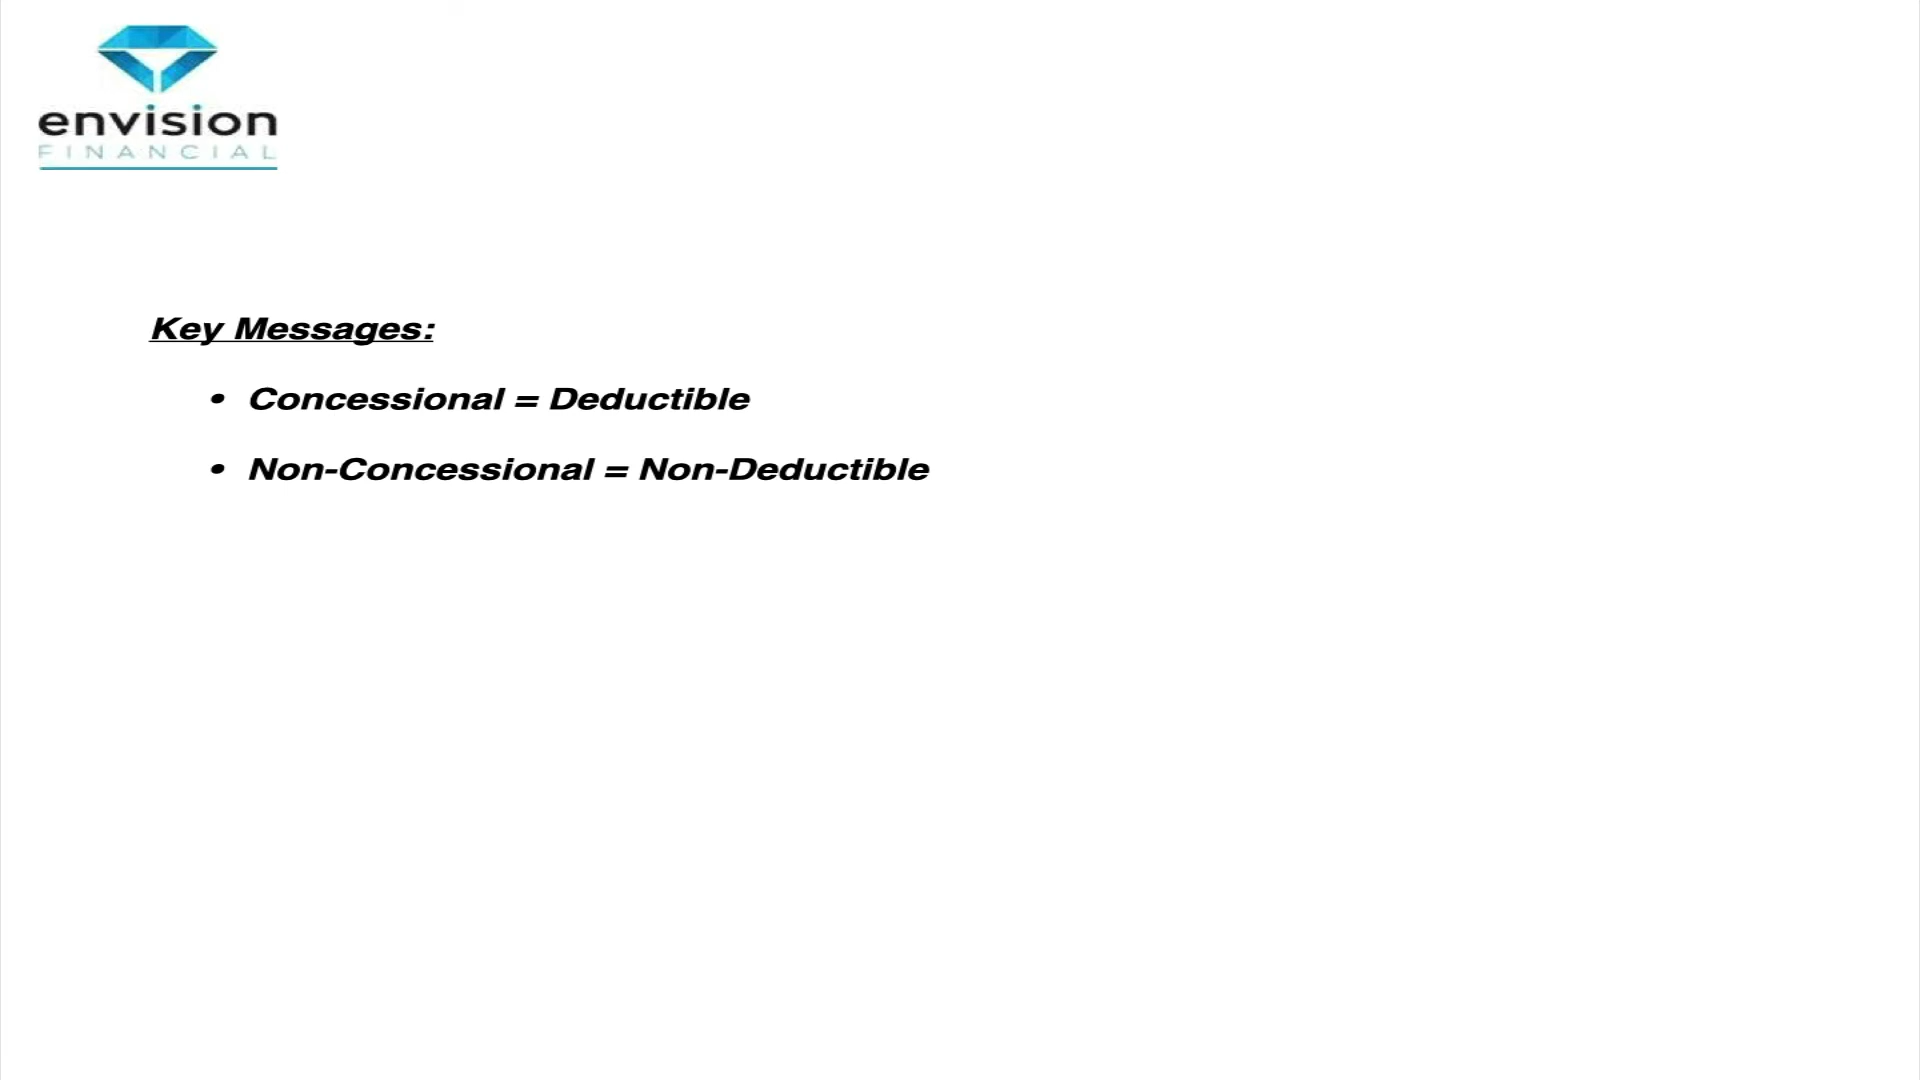 envision
FINANCIAL
Key Messages:
• Concessional = Deductible
• Non-Concessional = Non-Deductible